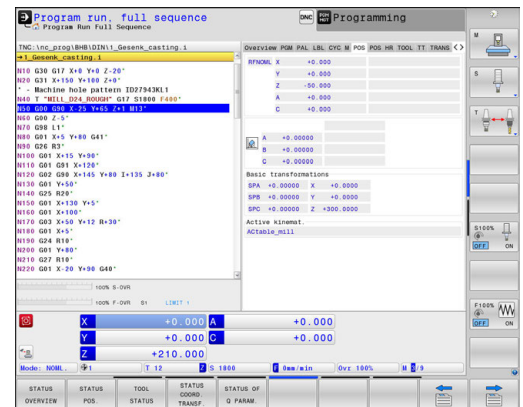 Program run, full sequence
Program Run Full Sequence
DNC
Programming
TNC:\nc_prog\BHB\DIN\1_Gesenk_casting.i
→1_Gesenk_casting.i
N10 G30 G17 X+0 Y+0 Z-20*
N20 G31 X+150 Y+100 Z+0*
* - Machine hole pattern ID27943KL1
N40 T "MILL_D24_ROUGH" G17 S1800 F400*
N50 G00 G90 X-25 Y+65 Z+1 M13*
N60 G00 Z-5*
N70 G98 L1*
N80 G01 X+5 Y+80 G41*
N90 G26 R3*
N100 G01 X+15 Y+90*
N110 G01 G91 X+120*
N120 G02 G90 X+145 Y+80 I+135 J+80*
N130 G01 Y+50*
N140 G25 R20*
N150 G01 X+130 Y+5*
N160 G01 X+100*
N170 G03 X+50 Y+12 R+30*
N180 G01 X+5*
N190 G24 R10*
N200 G01 Y+80*
N210 G27 R10*
N220 G01 X-20 Y+90 G40*
100% S-OVR
100% F-OVR S1 LIMIT 1
Overview PGM PAL LBL CYC M POS POS HR TOOL TT TRANS
RFNOML X +0.000
Y +0.000
Z -50.000
A +0.000
C +0.000
A +0.00000
B +0.00000
C +0.00000
Basic transformations
SPA +0.00000 X +0.0000
SPB +0.00000 Y +0.0000
SPC +0.00000 Z +300.0000
Active kinemat.
ACtable_mill
X +0.000 A +0.000
Y +0.000 C +0.000
Z +210.000
Mode: NOML. 1 T 12 Z S 1800 F 0mm/min Ovr 100% M 3/9
STATUS OVERVIEW
STATUS POS.
TOOL STATUS
STATUS COORD. TRANSF.
STATUS OF Q PARAM.
M
S
T
S100%
OFF ON
F100%
OFF ON